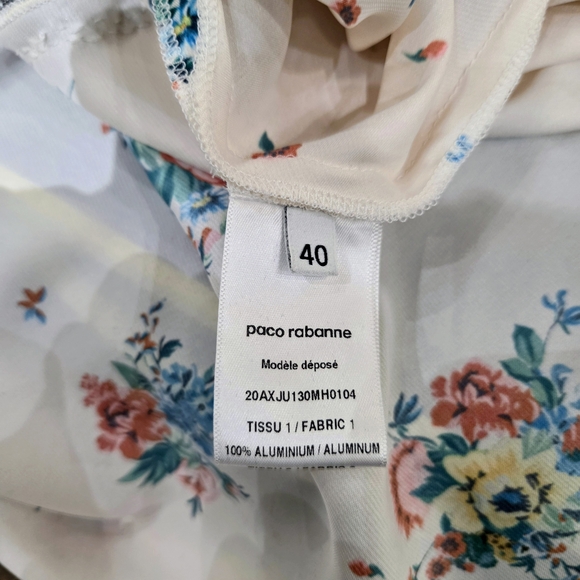 40
paco rabanne
Modèle déposé
20AXJU130MH0104
TISSU 1 / FABRIC 1
100% ALUMINIUM / ALUMINUM